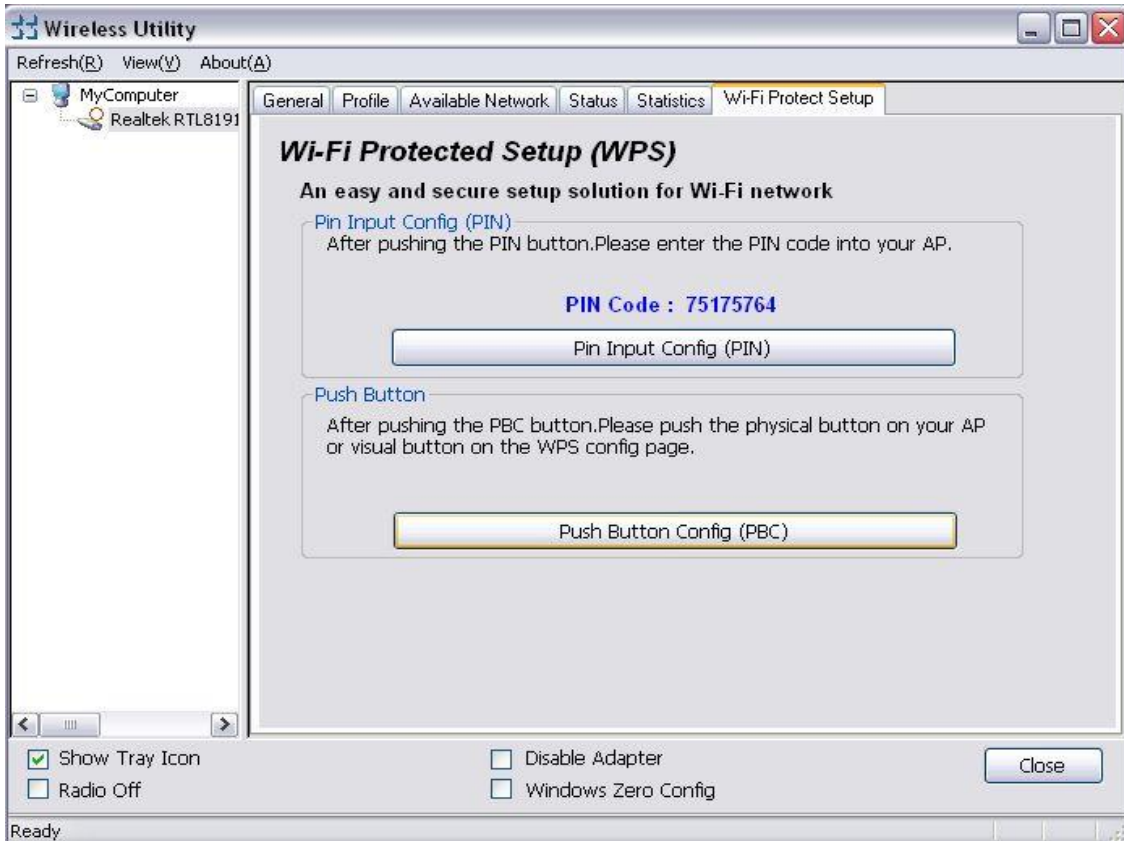 Wireless Utility
Refresh(R) View(V) About(A)
MyComputer
Realtek RTL8191
General Profile Available Network Status Statistics Wi-Fi Protect Setup
Wi-Fi Protected Setup (WPS)
An easy and secure setup solution for Wi-Fi network
Pin Input Config (PIN)
After pushing the PIN button.Please enter the PIN code into your AP.
PIN Code : 75175764
Pin Input Config (PIN)
Push Button
After pushing the PBC button.Please push the physical button on your AP
or visual button on the WPS config page.
Push Button Config (PBC)
Show Tray Icon Disable Adapter
Radio Off Windows Zero Config
Close
Ready